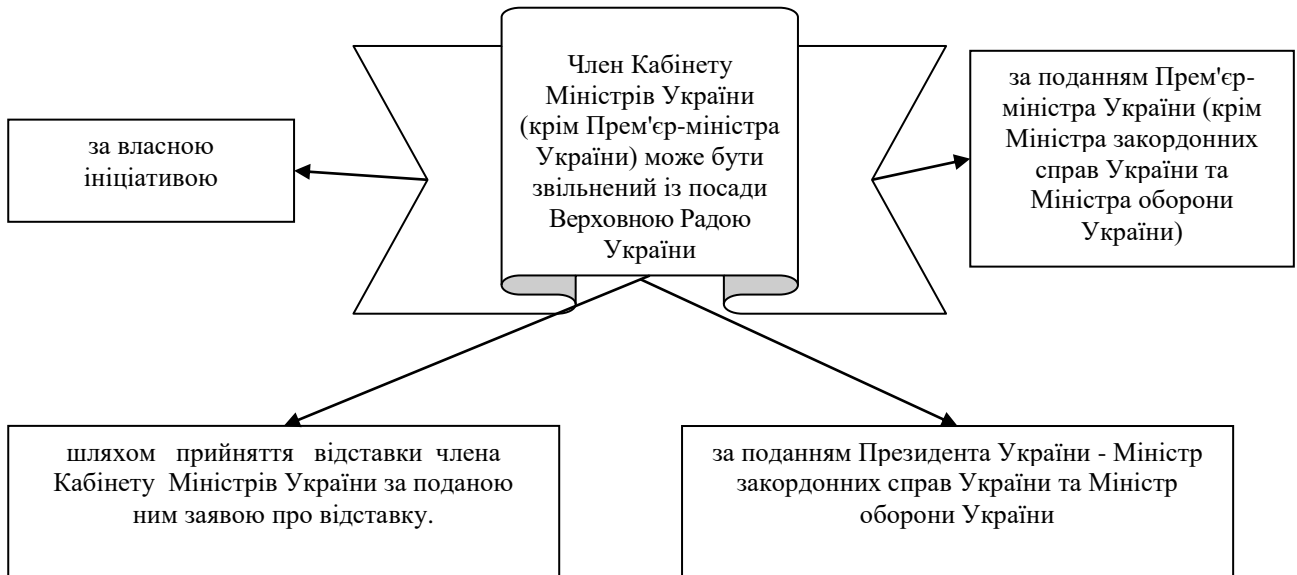 Член Кабінету
Міністрів України
(крім Прем'єр-міністра
України) може бути
звільнений із посади
Верховною Радою
України
за власною
ініціативою
за поданням Прем'єр-
міністра України (крім
Міністра закордонних
справ України та
Міністра оборони
України)
шляхом прийняття відставки члена
Кабінету Міністрів України за поданою
ним заявою про відставку.
за поданням Президента України - Міністр
закордонних справ України та Міністр
оборони України